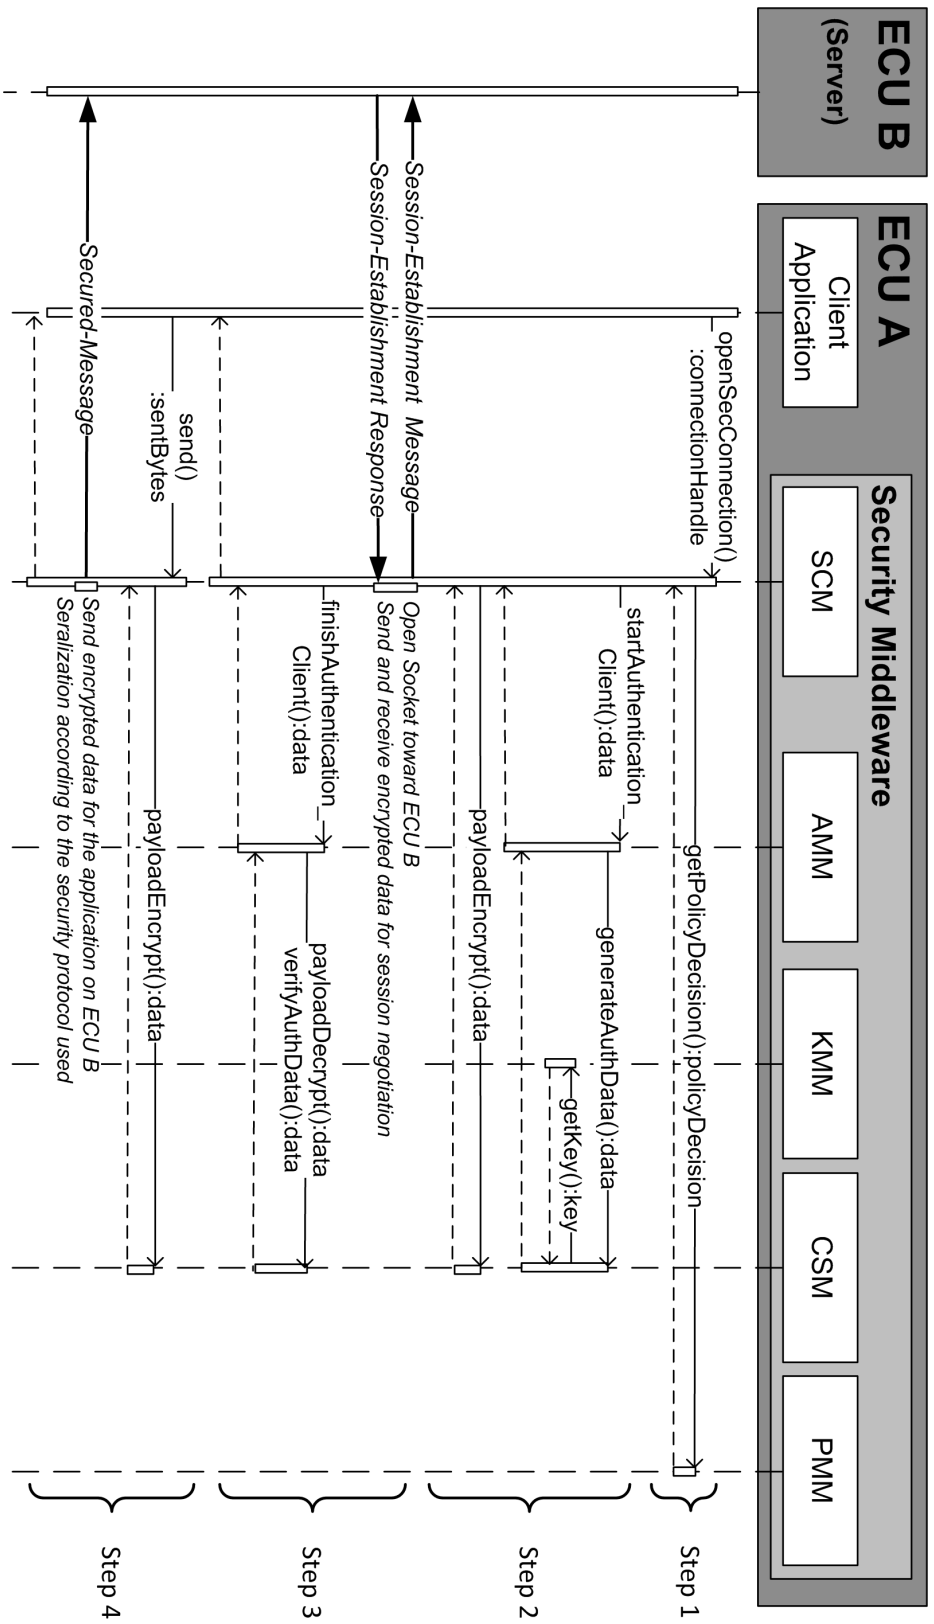 ECU B
(Server)
ECU A
Client
Application
Security Middleware
SCM
AMM
KMM
CSM
PMM
openSecConnection()
:connectionHandle
getPolicyDecision():policyDecision
Step 1
startAuthentication_
Client():data
generateAuthData():data
getKey():key
payloadEncrypt():data
Step 2
Session-Establishment Message
Session-Establishment Response
Open Socket toward ECU B
Send and receive encrypted data for session negotiation
finishAuthentication_
Client():data
payloadDecrypt():data
verifyAuthData():data
Step 3
send()
:sentBytes
payloadEncrypt():data
Secured-Message
Send encrypted data for the application on ECU B
Seralization according to the security protocol used
Step 4